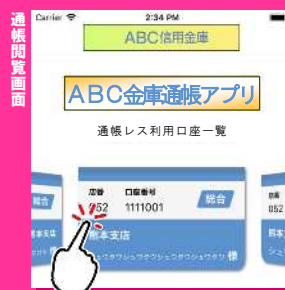 通帳閲覧画面
Carrier 2:34 PM
ABC信用金庫
ABC金庫通帳アプリ
通帳レス利用口座一覧
店番 口座番号
052 1111001 総合
熊本支店
様
総合
店番
052